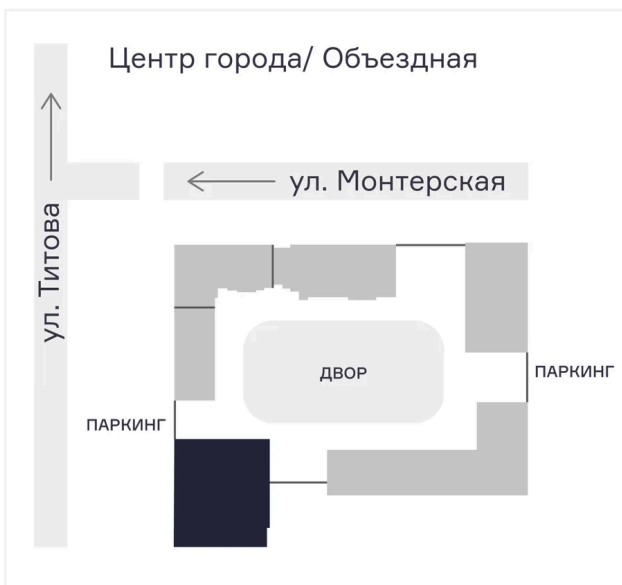 Центр города/ Объездная
ул. Монтерская
ул. Титова
ДВОР
ПАРКИНГ
ПАРКИНГ